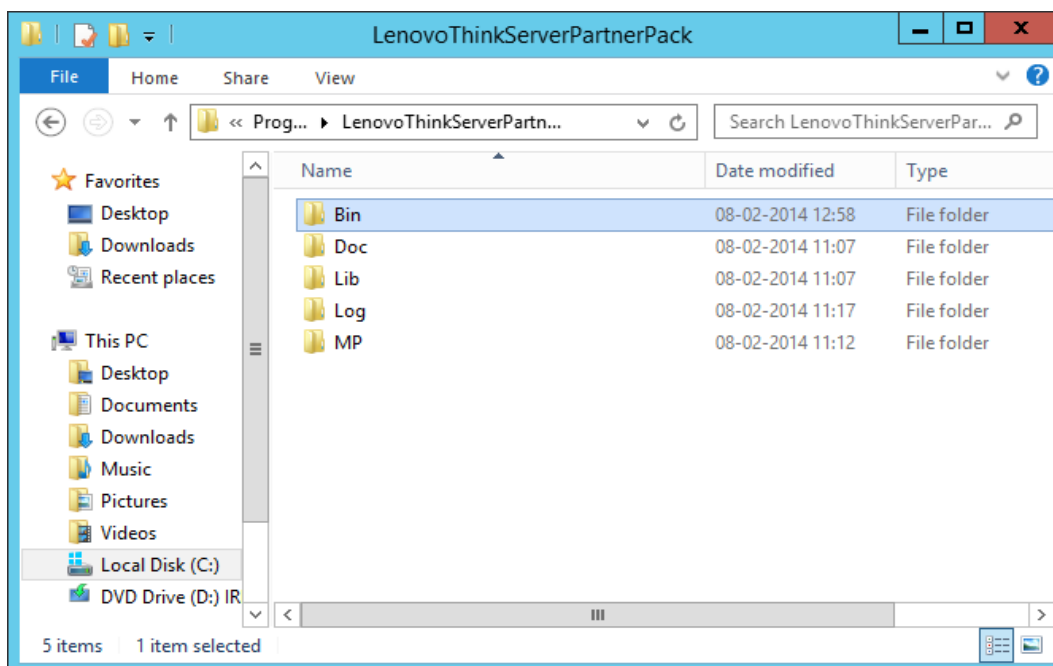 LenovoThinkServerPartnerPack
File Home Share View
« Prog... LenovoThinkServerPartn... Search LenovoThinkServerPar...
Name Date modified Type
Favorites
Desktop
Downloads
Recent places
This PC
Desktop
Documents
Downloads
Music
Pictures
Videos
Local Disk (C:)
DVD Drive (D:) IR
Bin 08-02-2014 12:58 File folder
Doc 08-02-2014 11:07 File folder
Lib 08-02-2014 11:07 File folder
Log 08-02-2014 11:17 File folder
MP 08-02-2014 11:12 File folder
5 items 1 item selected